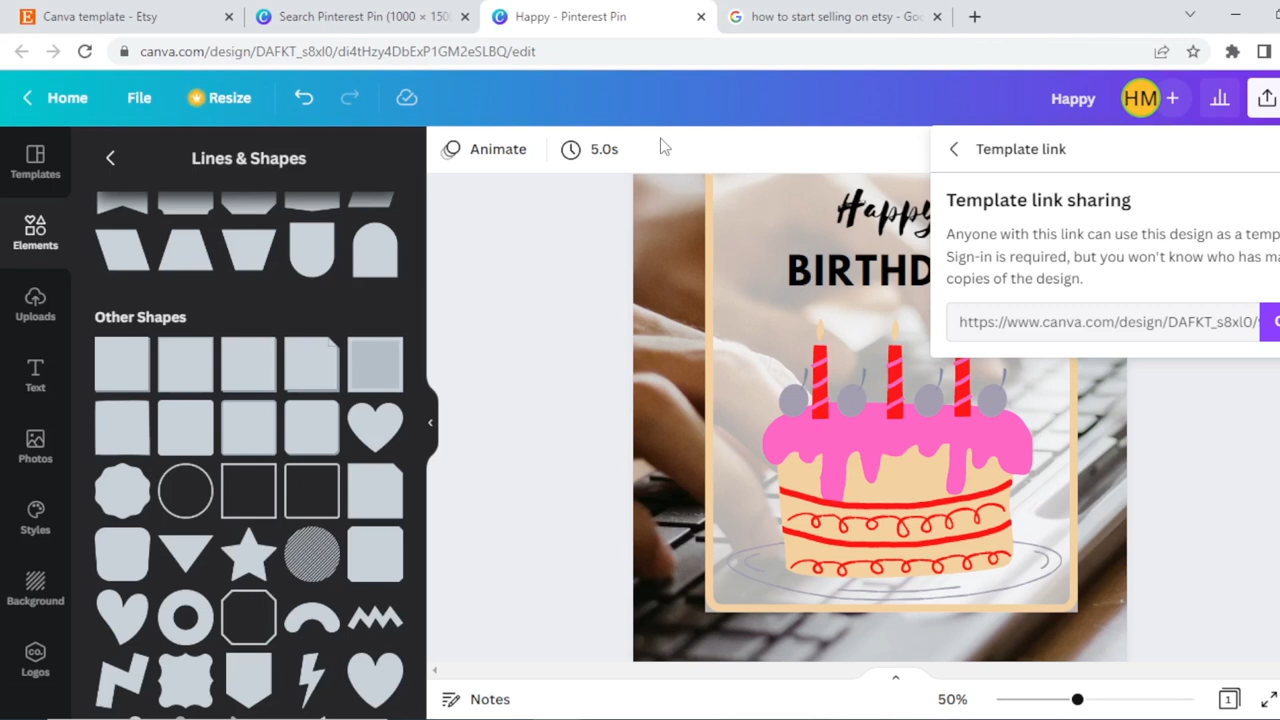 Canva template - Etsy
Search Pinterest Pin (1000 × 150
Happy - Pinterest Pin
how to start selling on etsy - Goo
canva.com/design/DAFKT_s8xl0/di4tHzy4DbExP1GM2eSLBQ/edit
Home
File
Resize
Happy
HM
Templates
Elements
Uploads
Text
Photos
Styles
Background
CO.
Logos
Lines & Shapes
Other Shapes
Animate
5.0s
Happy
BIRTHD
Template link
Template link sharing
Anyone with this link can use this design as a temp
Sign-in is required, but you won't know who has ma
copies of the design.
https://www.canva.com/design/DAFKT_s8xl0/
Notes
50%
1